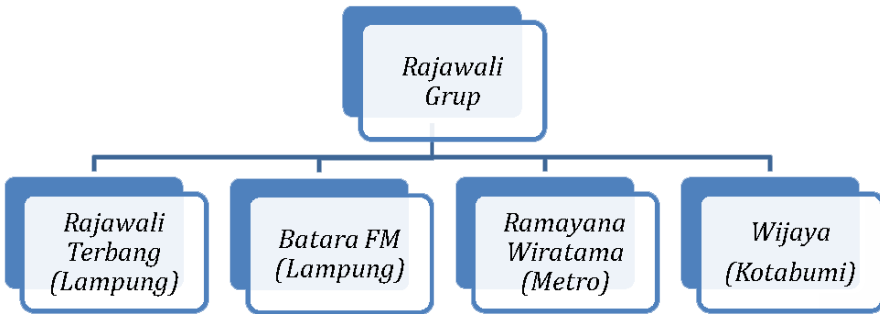 Rajawali
Grup
Rajawali
Terbang
(Lampung)
Batara FM
(Lampung)
Ramayana
Wiratama
(Metro)
Wijaya
(Kotabumi)